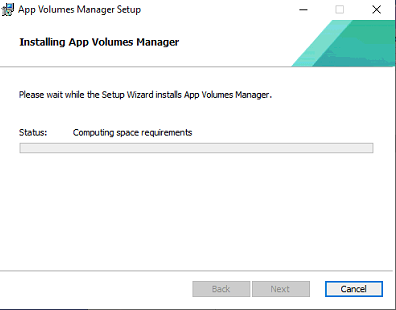 App Volumes Manager Setup
Installing App Volumes Manager
Please wait while the Setup Wizard installs App Volumes Manager.
Status: Computing space requirements
Back Next Cancel